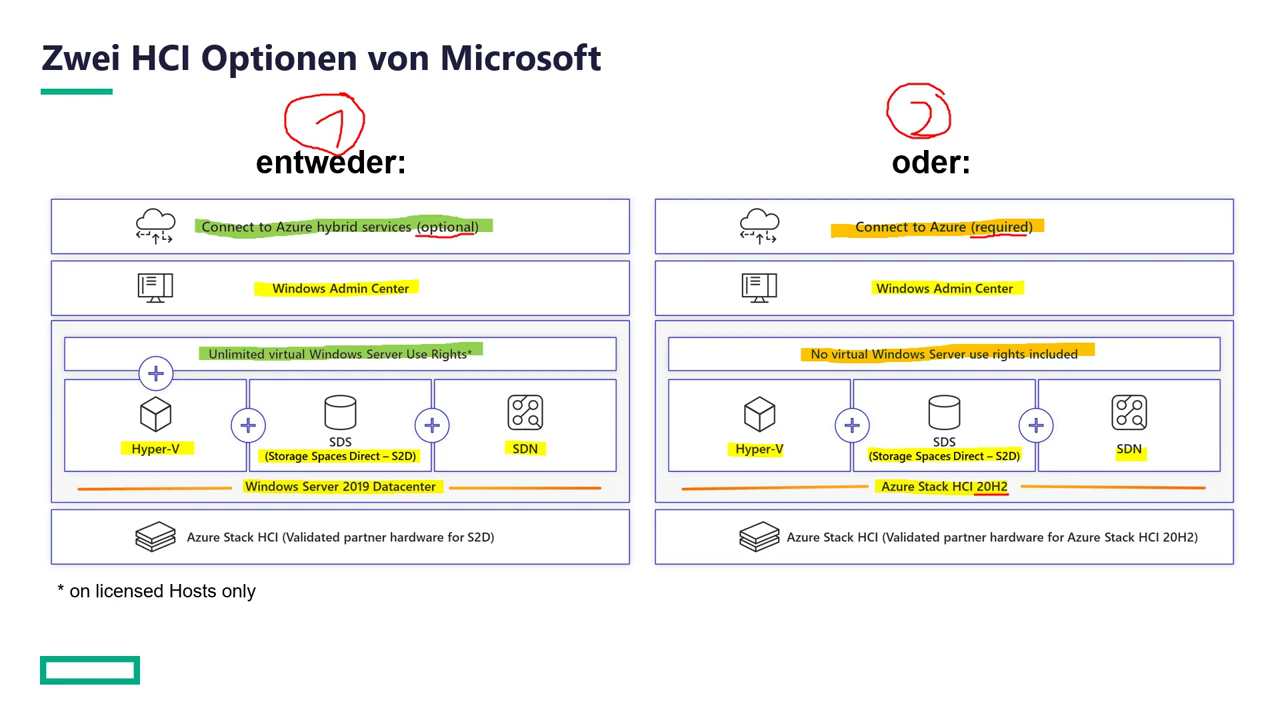 Zwei HCI Optionen von Microsoft
1
entweder:
Connect to Azure hybrid services (optional)
Windows Admin Center
Unlimited virtual Windows Server Use Rights*
Hyper-V
SDS
(Storage Spaces Direct – S2D)
SDN
Windows Server 2019 Datacenter
Azure Stack HCI (Validated partner hardware for S2D)
* on licensed Hosts only
2
oder:
Connect to Azure (required)
Windows Admin Center
No virtual Windows Server use rights included
Hyper-V
SDS
(Storage Spaces Direct – S2D)
SDN
Azure Stack HCI 20H2
Azure Stack HCI (Validated partner hardware for Azure Stack HCI 20H2)